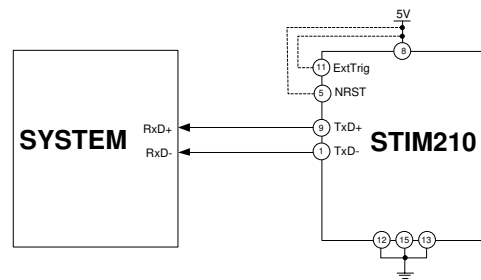 5V
8
11 ExtTrig
5 NRST
RxD+ 9 TxD+
SYSTEM STIM210
RxD- 1 TxD-
12 15 13